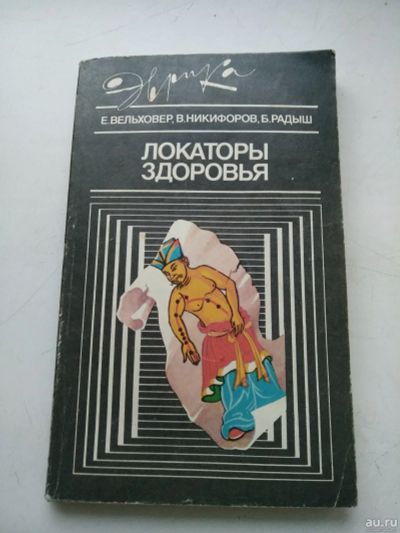 Эврика
Е. ВЕЛЬХОВЕР, В. НИКИФОРОВ, Б. РАДЫШ
ЛОКАТОРЫ
ЗДОРОВЬЯ
au.ru